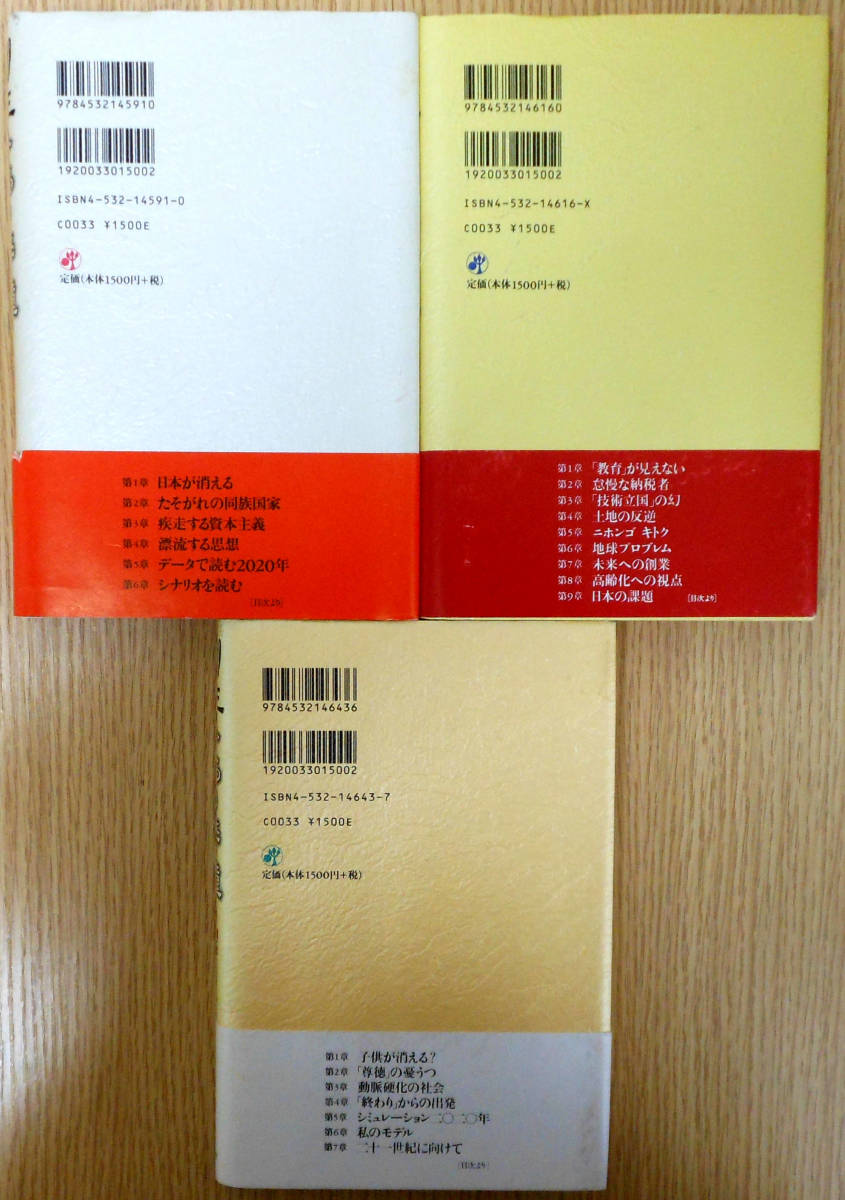 9784532145910
1920033015002
ISBN4-532-14591-0
C0033 ¥1500E
定価(本体1500円+税)
第1章 日本が消える
第2章 たそがれの同族国家
第3章 疾走する資本主義
第4章 漂流する思想
第5章 データで読む2020年
第6章 シナリオを読む
[目次より]
9784532146160
1920033015002
ISBN4-532-14616-X
C0033 ¥1500E
定価(本体1500円+税)
第1章 「教育」が見えない
第2章 怠慢な納税者
第3章 「技術立国」の幻
第4章 土地の反逆
第5章 ニホンゴ キトク
第6章 地球プロブレム
第7章 未来への創業
第8章 高齢化への視点
第9章 日本の課題
[目次より]
9784532146436
1920033015002
ISBN4-532-14643-7
C0033 ¥1500E
定価(本体1500円+税)
第1章 子供が消える?
第2章 「尊徳」の憂うつ
第3章 動脈硬化の社会
第4章 「終わり」からの出発
第5章 シミュレーション二〇二〇年
第6章 私のモデル
第7章 二十一世紀に向けて
[目次より]